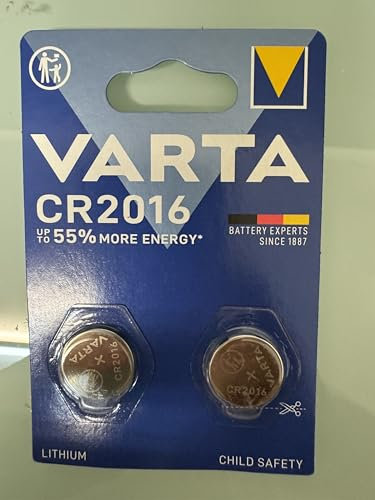 VARTA
CR2016
UP TO 55% MORE ENERGY*
BATTERY EXPERTS
SINCE 1887
VARTA
CR2016
CR2016
LITHIUM
CHILD SAFETY